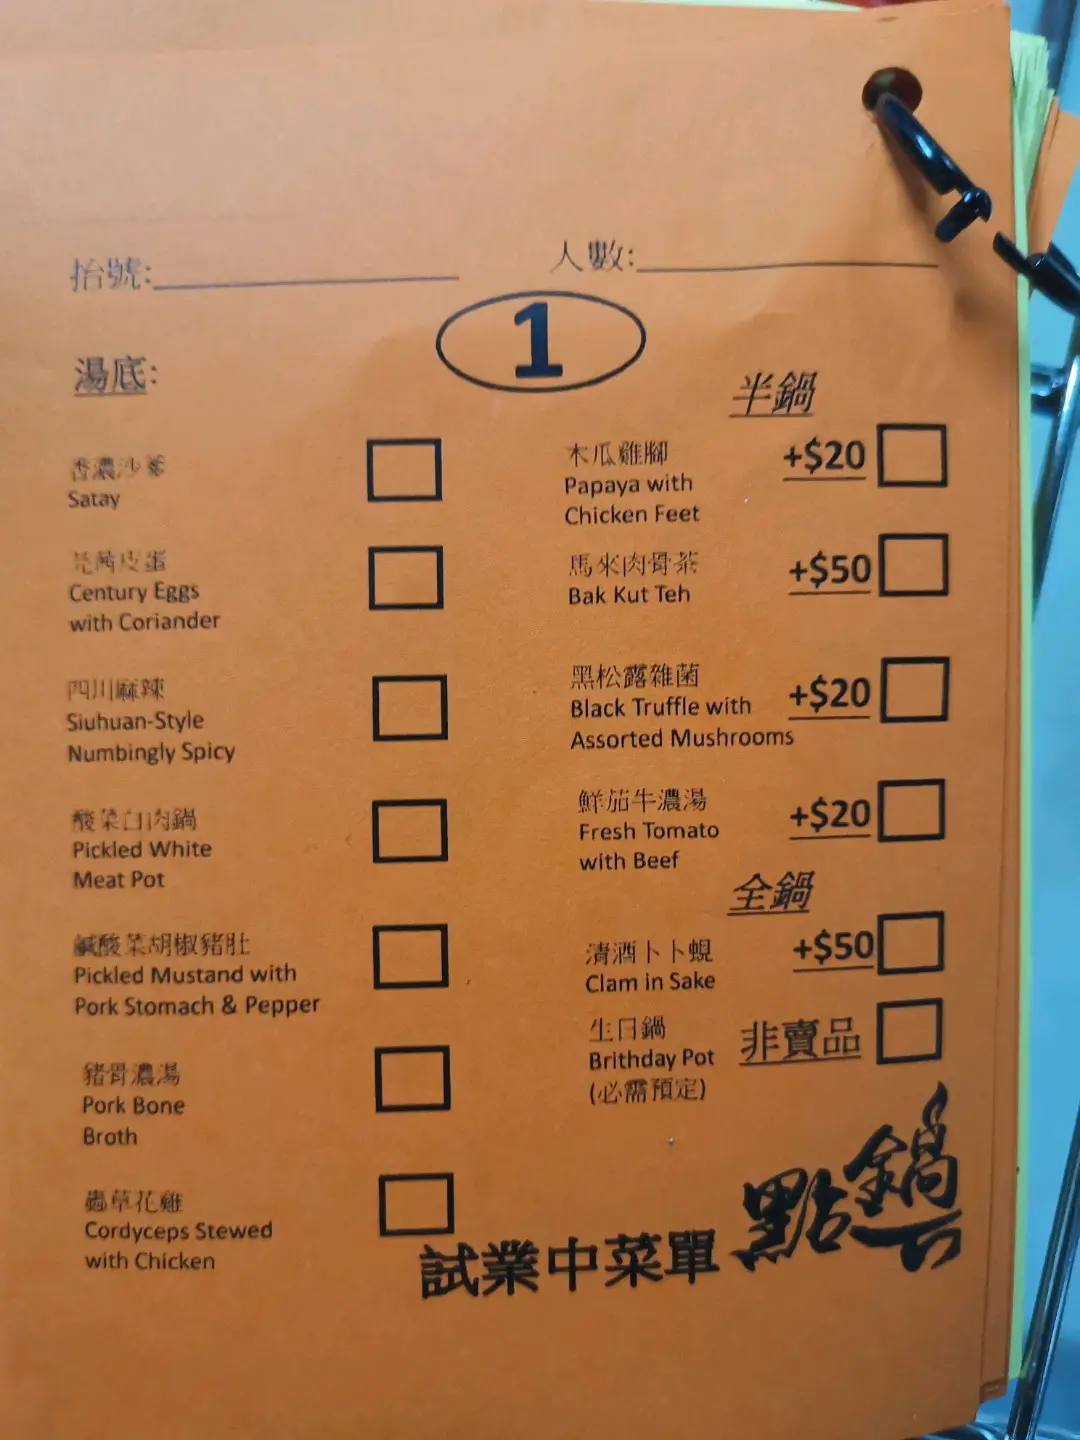 抬號:
人數:
1
湯底:
香濃沙爹
Satay
芫茜皮蛋
Century Eggs
with Coriander
四川麻辣
Siuhuan-Style
Numbingly Spicy
酸菜白肉鍋
Pickled White
Meat Pot
鹹酸菜胡椒豬肚
Pickled Mustand with
Pork Stomach & Pepper
豬骨濃湯
Pork Bone
Broth
蟲草花雞
Cordyceps Stewed
with Chicken
半鍋
木瓜雞腳 +$20
Papaya with
Chicken Feet
馬來肉骨茶 +$50
Bak Kut Teh
黑松露雜菌 +$20
Black Truffle with
Assorted Mushrooms
鮮茄牛濃湯 +$20
Fresh Tomato
with Beef
全鍋
清酒卜卜蜆 +$50
Clam in Sake
生日鍋 非賣品
Brithday Pot
(必需預定)
試業中菜單
點鍋